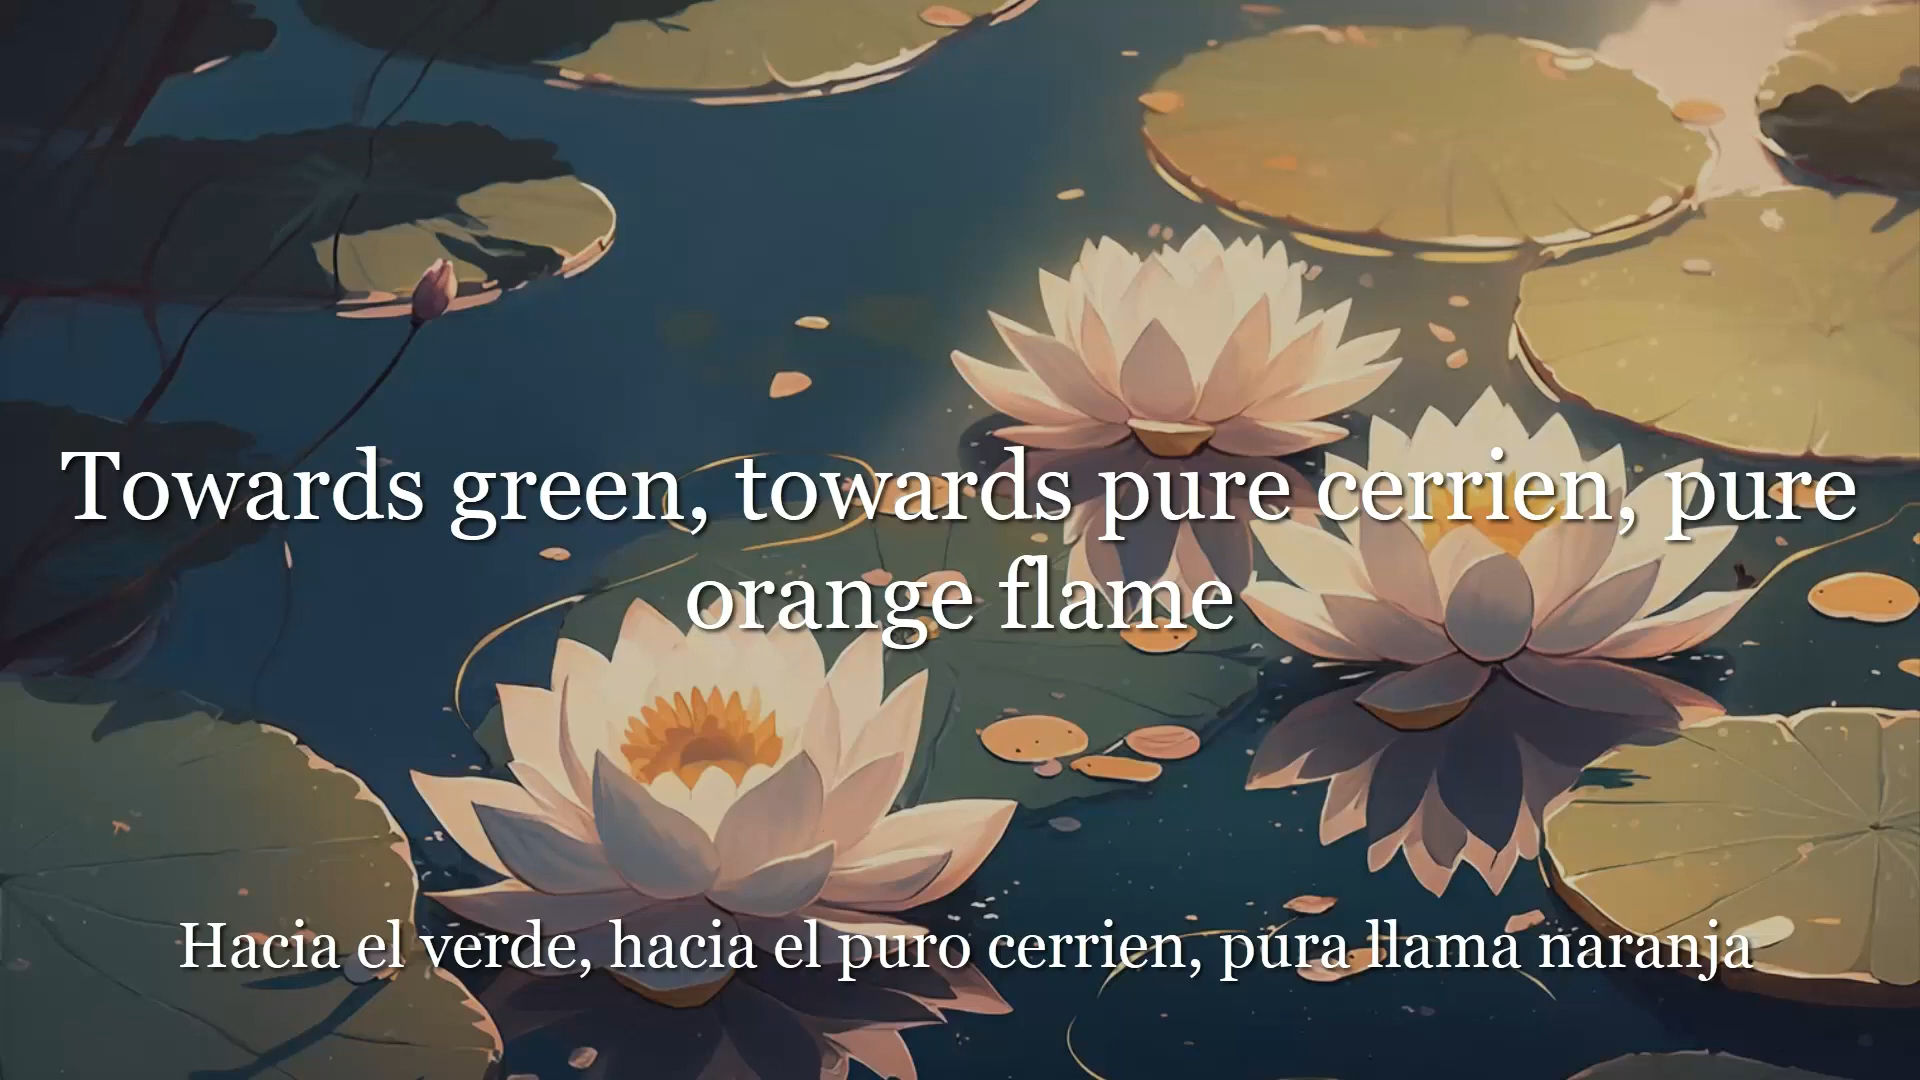 Towards green, towards pure cerrien, pure
orange flame
Hacia el verde, hacia el puro cerrien, pura llama naranja